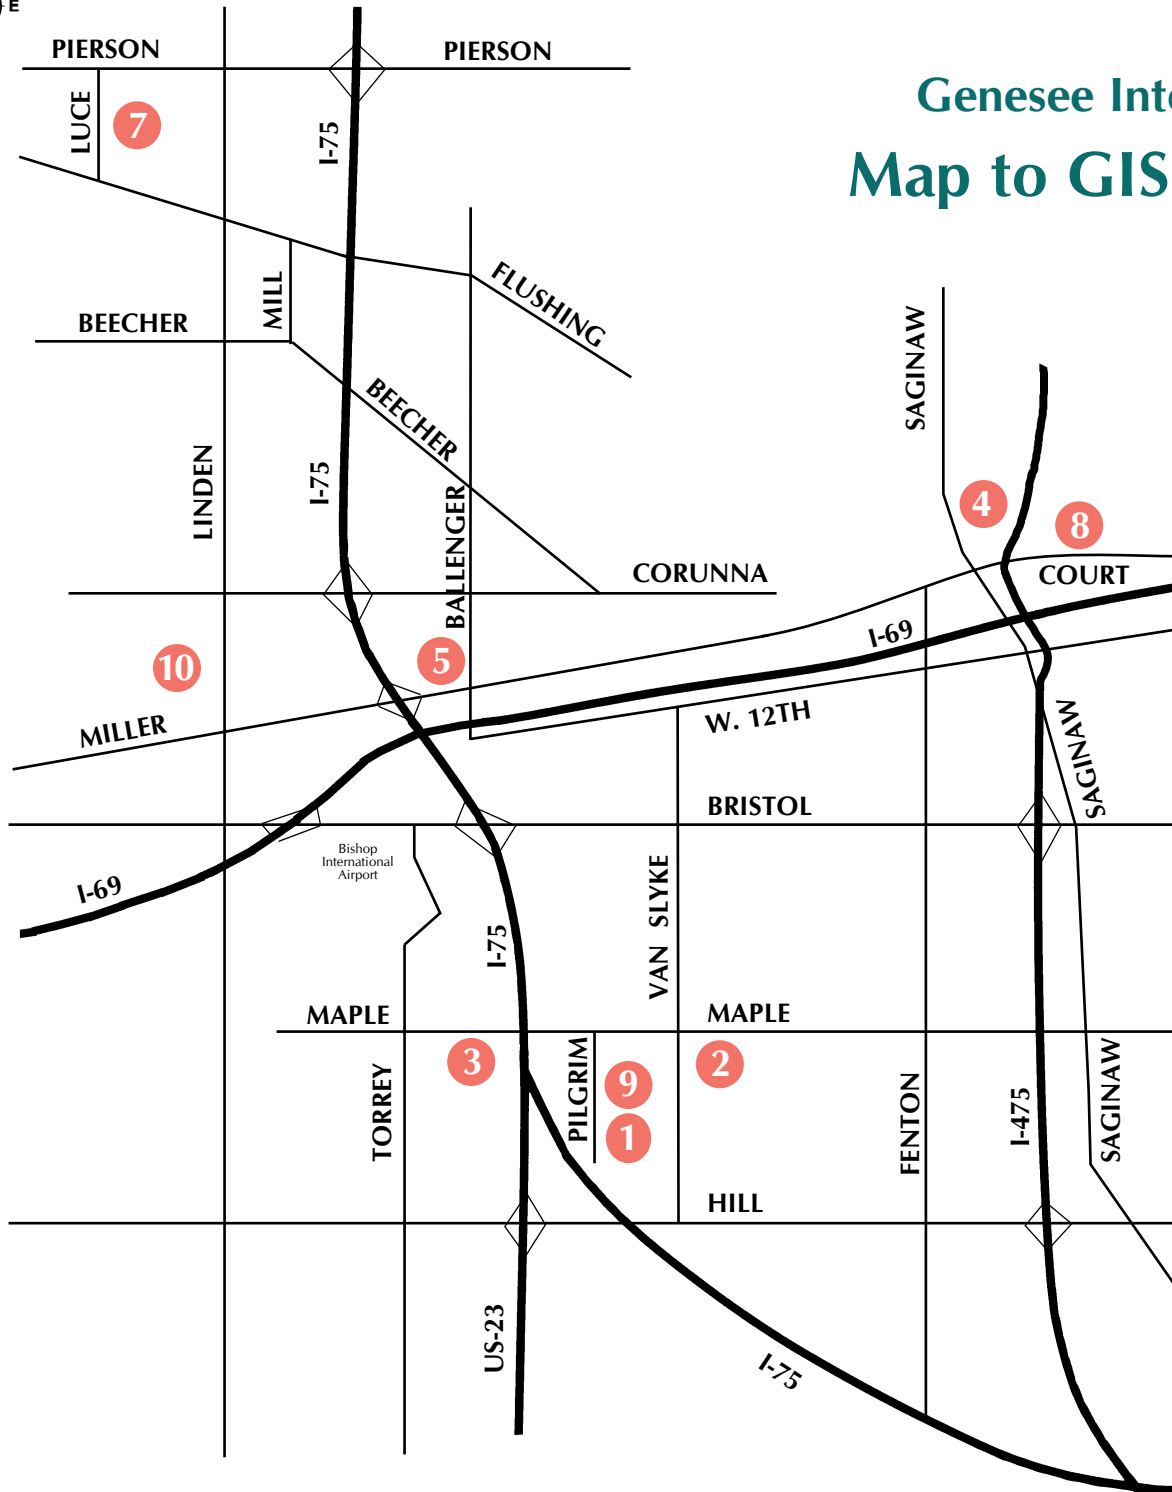 E
PIERSON
PIERSON
Genesee Inte
Map to GIS
LUCE
7
I-75
FLUSHING
MILL
BEECHER
SAGINAW
BEECHER
LINDEN
I-75
BALLENGER
4
8
CORUNNA
COURT
I-69
10
5
MILLER
W. 12TH
SAGINAW
BRISTOL
Bishop
International
Airport
I-69
VAN SLYKE
I-75
MAPLE
MAPLE
3
PILGRIM
9
2
1
TORREY
FENTON
I-475
SAGINAW
HILL
US-23
I-75